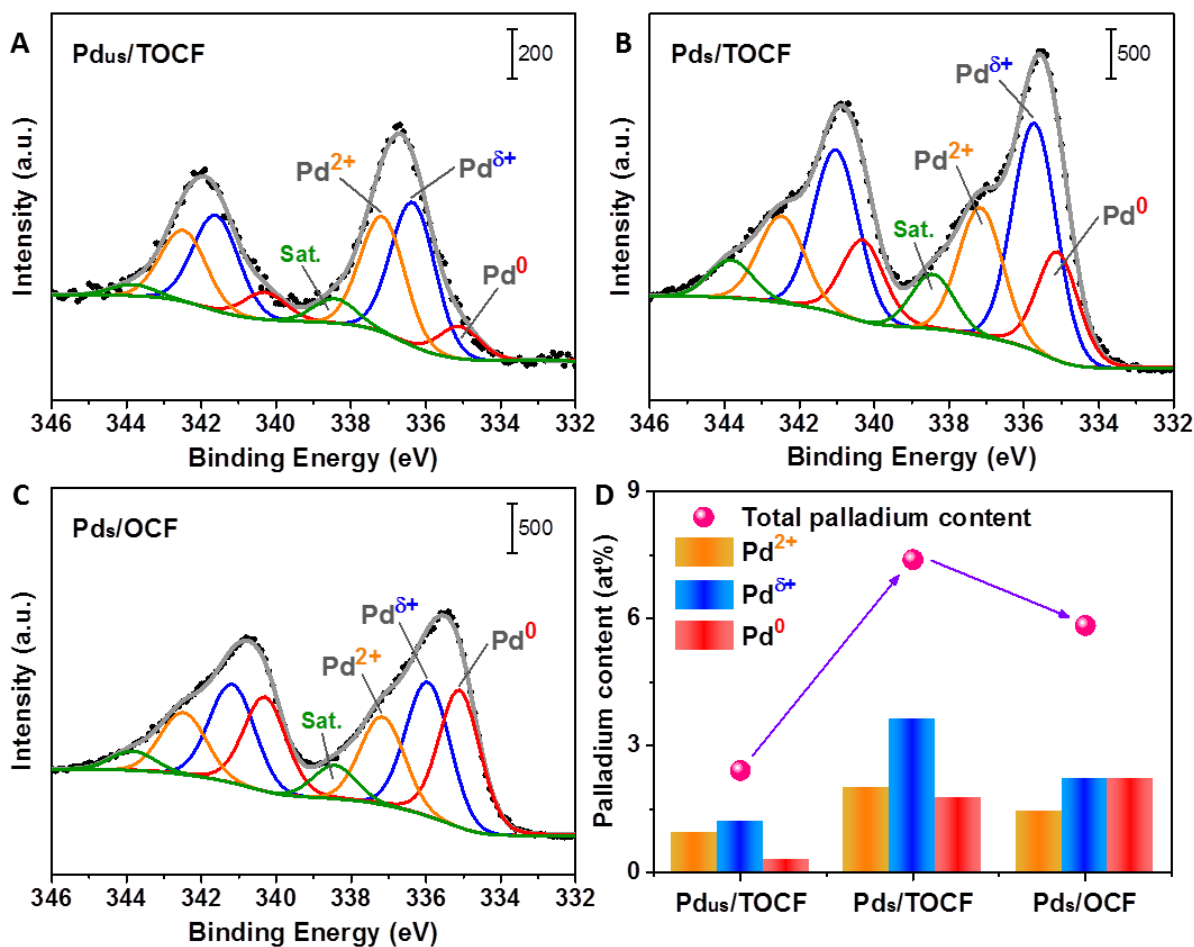 A
Pdus/TOCF
200
Pd2+
Pdδ+
Sat.
Pd0
Intensity (a.u.)
346 344 342 340 338 336 334 332
Binding Energy (eV)
B
Pds/TOCF
500
Pdδ+
Pd2+
Sat.
Pd0
Intensity (a.u.)
346 344 342 340 338 336 334 332
Binding Energy (eV)
C
Pds/OCF
500
Pdδ+
Pd0
Pd2+
Sat.
Intensity (a.u.)
346 344 342 340 338 336 334 332
Binding Energy (eV)
D
9
6
3
0
Palladium content (at%)
Total palladium content
Pd2+
Pdδ+
Pd0
Pdus/TOCF Pds/TOCF Pds/OCF